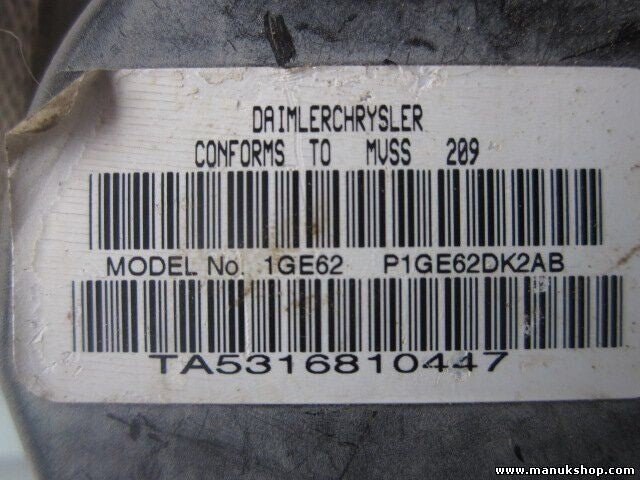 DAIMLERCHRYSLER
CONFORMS TO MVSS 209
MODEL No. 1GE62 P1GE62DK2AB
TA5316810447
www.manukshop.com